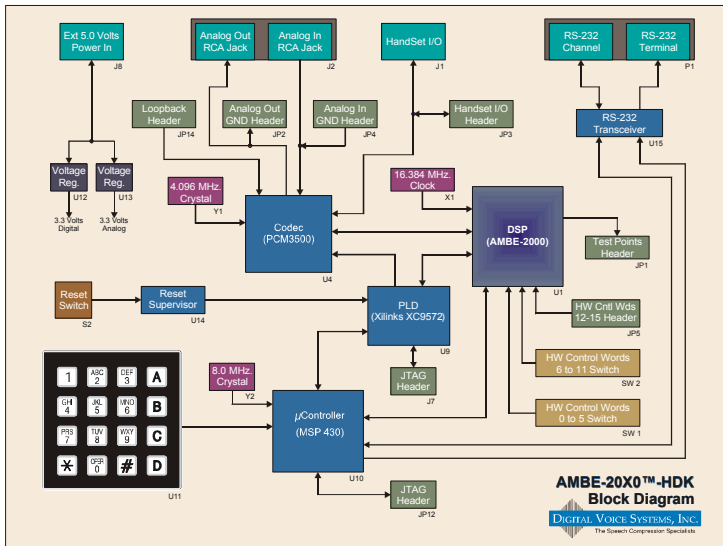 Ext 5.0 Volts
Power In
J8
Analog Out
RCA Jack
Analog In
RCA Jack
J2
HandSet I/O
J1
RS-232
Channel
RS-232
Terminal
P1
Loopback
Header
JP14
Analog Out
GND Header
JP2
Analog In
GND Header
JP4
Handset I/O
Header
JP3
RS-232
Transceiver
U15
Voltage
Reg.
U12
Voltage
Reg.
U13
3.3 Volts
Digital
3.3 Volts
Analog
4.096 MHz.
Crystal
Y1
16.384 MHz.
Clock
X1
Codec
(PCM3500)
U4
DSP
(AMBE-2000)
U1
Test Points
Header
JP1
Reset
Switch
S2
Reset
Supervisor
U14
PLD
(Xilinks XC9572)
U9
HW Cntl Wds
12-15 Header
JP5
8.0 MHz.
Crystal
Y2
JTAG
Header
J7
HW Control Words
6 to 11 Switch
SW 2
HW Control Words
0 to 5 Switch
SW 1
1
ABC
2
DEF
3
A
GHI
4
JKL
5
MNO
6
B
PRS
7
TUV
8
WXY
9
C
*
OPER
0
#
D
U11
µController
(MSP 430)
U10
JTAG
Header
JP12
AMBE-20X0™-HDK
Block Diagram
DIGITAL VOICE SYSTEMS, INC.
The Speech Compression Specialists